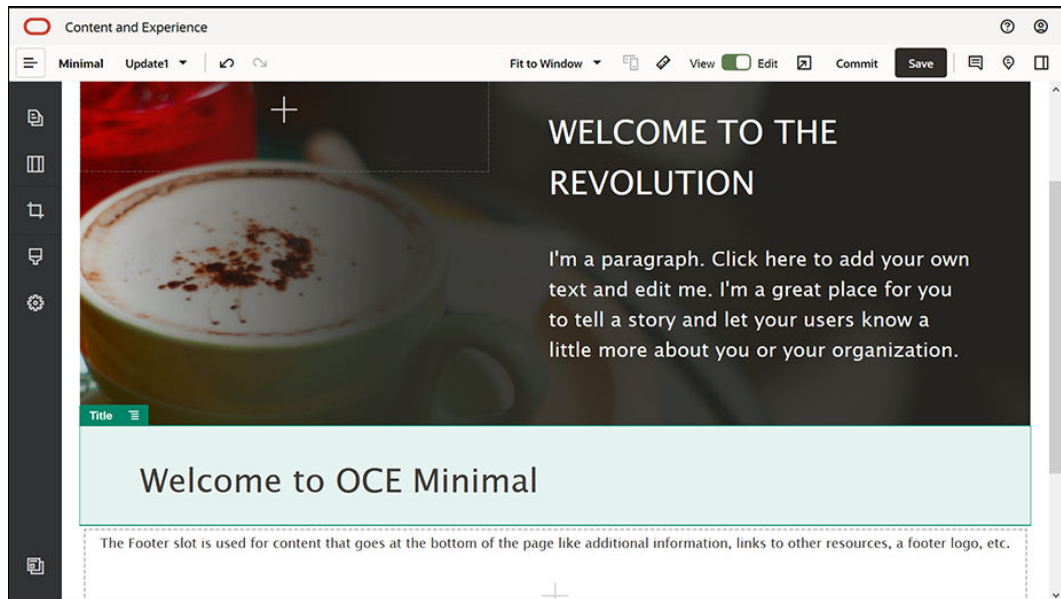 Content and Experience
Minimal Update1 Fit to Window View Edit Commit Save
WELCOME TO THE
REVOLUTION
I'm a paragraph. Click here to add your own
text and edit me. I'm a great place for you
to tell a story and let your users know a
little more about you or your organization.
Title
Welcome to OCE Minimal
The Footer slot is used for content that goes at the bottom of the page like additional information, links to other resources, a footer logo, etc.